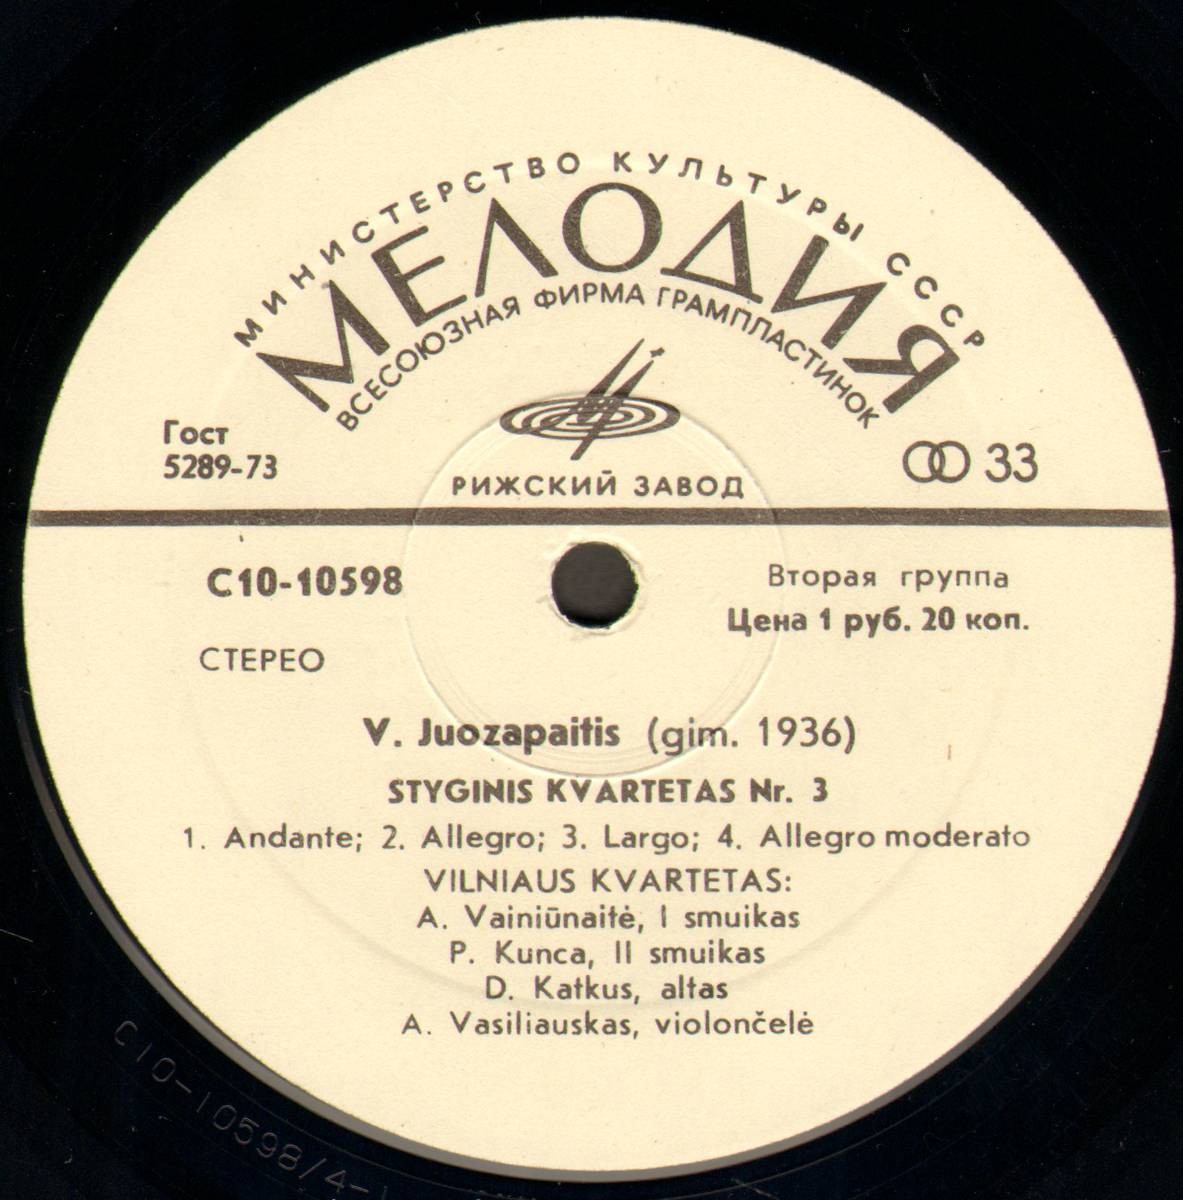 МИНИСТЕРСТВО КУЛЬТУРЫ СССР
МЕЛОДИЯ
ВСЕСОЮЗНАЯ ФИРМА ГРАМПЛАСТИНОК
Гост
5289-73
33
РИЖСКИЙ ЗАВОД
С10-10598
Вторая группа
Цена 1 руб. 20 коп.
СТЕРЕО
V. Juozapaitis (gim. 1936)
STYGINIS KVARTETAS Nr. 3
1. Andante; 2. Allegro; 3. Largo; 4. Allegro moderato
VILNIAUS KVARTETAS:
A. Vainiūnaitė, I smuikas
P. Kunca, II smuikas
D. Katkus, altas
A. Vasiliauskas, violončelė
С10-10598/4-1